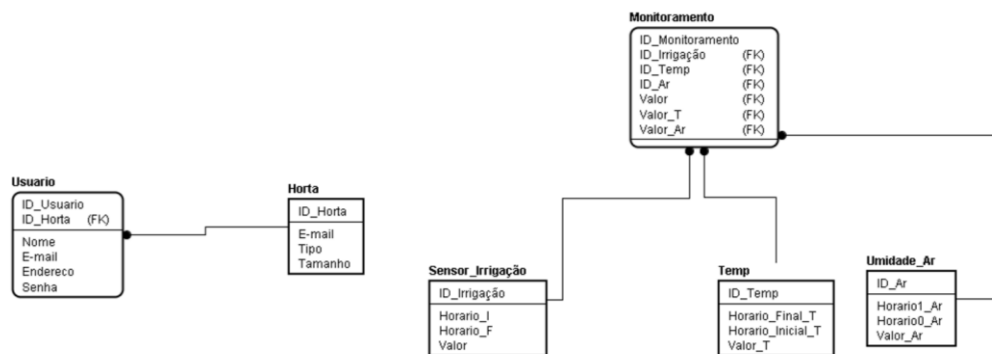 Monitoramento
ID_Monitoramento
ID_Irrigação (FK)
ID_Temp (FK)
ID_Ar (FK)
Valor (FK)
Valor_T (FK)
Valor_Ar (FK)
Usuario
ID_Usuario
ID_Horta (FK)
Nome
E-mail
Endereco
Senha
Horta
ID_Horta
E-mail
Tipo
Tamanho
Sensor_Irrigação
ID_Irrigação
Horario_I
Horario_F
Valor
Temp
ID_Temp
Horario_Final_T
Horario_Inicial_T
Valor_T
Umidade_Ar
ID_Ar
Horario1_Ar
Horario0_Ar
Valor_Ar